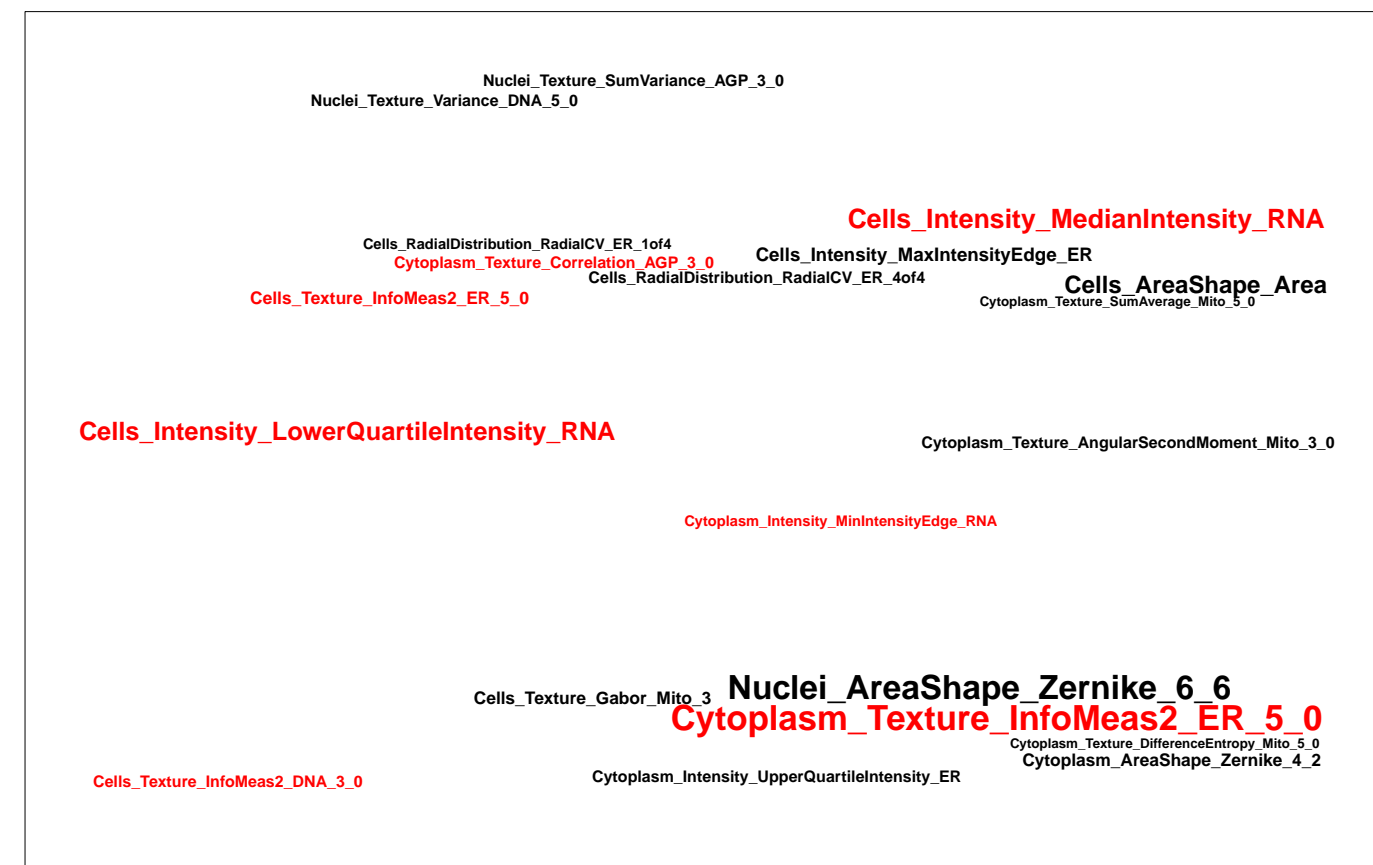 Nuclei_Texture_SumVariance_AGP_3_0
Nuclei_Texture_Variance_DNA_5_0
Cells_Intensity_MedianIntensity_RNA
Cells_RadialDistribution_RadialCV_ER_1of4
Cells_Intensity_MaxIntensityEdge_ER
Cytoplasm_Texture_Correlation_AGP_3_0
Cells_RadialDistribution_RadialCV_ER_4of4
Cells_AreaShape_Area
Cells_Texture_InfoMeas2_ER_5_0
Cytoplasm_Texture_SumAverage_Mito_5_0
Cells_Intensity_LowerQuartileIntensity_RNA
Cytoplasm_Texture_AngularSecondMoment_Mito_3_0
Cytoplasm_Intensity_MinIntensityEdge_RNA
Nuclei_AreaShape_Zernike_6_6
Cells_Texture_Gabor_Mito_3
Cytoplasm_Texture_InfoMeas2_ER_5_0
Cytoplasm_Texture_DifferenceEntropy_Mito_5_0
Cytoplasm_AreaShape_Zernike_4_2
Cytoplasm_Intensity_UpperQuartileIntensity_ER
Cells_Texture_InfoMeas2_DNA_3_0